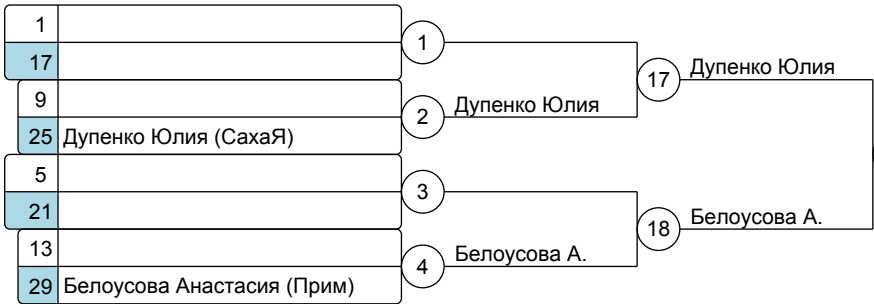 1
17
1
9
25 Дупенко Юлия (СахаЯ)
2 Дупенко Юлия
17 Дупенко Юлия
5
21
3
13
29 Белоусова Анастасия (Прим)
4 Белоусова А.
18 Белоусова А.